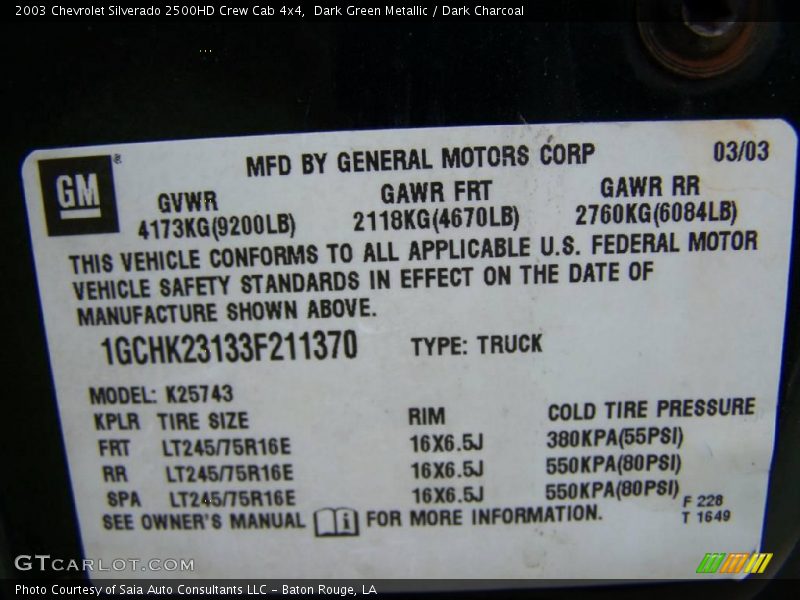 2003 Chevrolet Silverado 2500HD Crew Cab 4x4,  Dark Green Metallic / Dark Charcoal
GM ®
MFD BY GENERAL MOTORS CORP 03/03
GVWR GAWR FRT GAWR RR
4173KG(9200LB) 2118KG(4670LB) 2760KG(6084LB)
THIS VEHICLE CONFORMS TO ALL APPLICABLE U.S. FEDERAL MOTOR
VEHICLE SAFETY STANDARDS IN EFFECT ON THE DATE OF
MANUFACTURE SHOWN ABOVE.
1GCHK23133F211370 TYPE: TRUCK
MODEL: K25743
KPLR TIRE SIZE RIM COLD TIRE PRESSURE
FRT LT245/75R16E 16X6.5J 380KPA(55PSI)
RR LT245/75R16E 16X6.5J 550KPA(80PSI)
SPA LT245/75R16E 16X6.5J 550KPA(80PSI)
SEE OWNER'S MANUAL i FOR MORE INFORMATION.
F 228
T 1649
GTCARLOT.COM
Photo Courtesy of Saia Auto Consultants LLC - Baton Rouge, LA